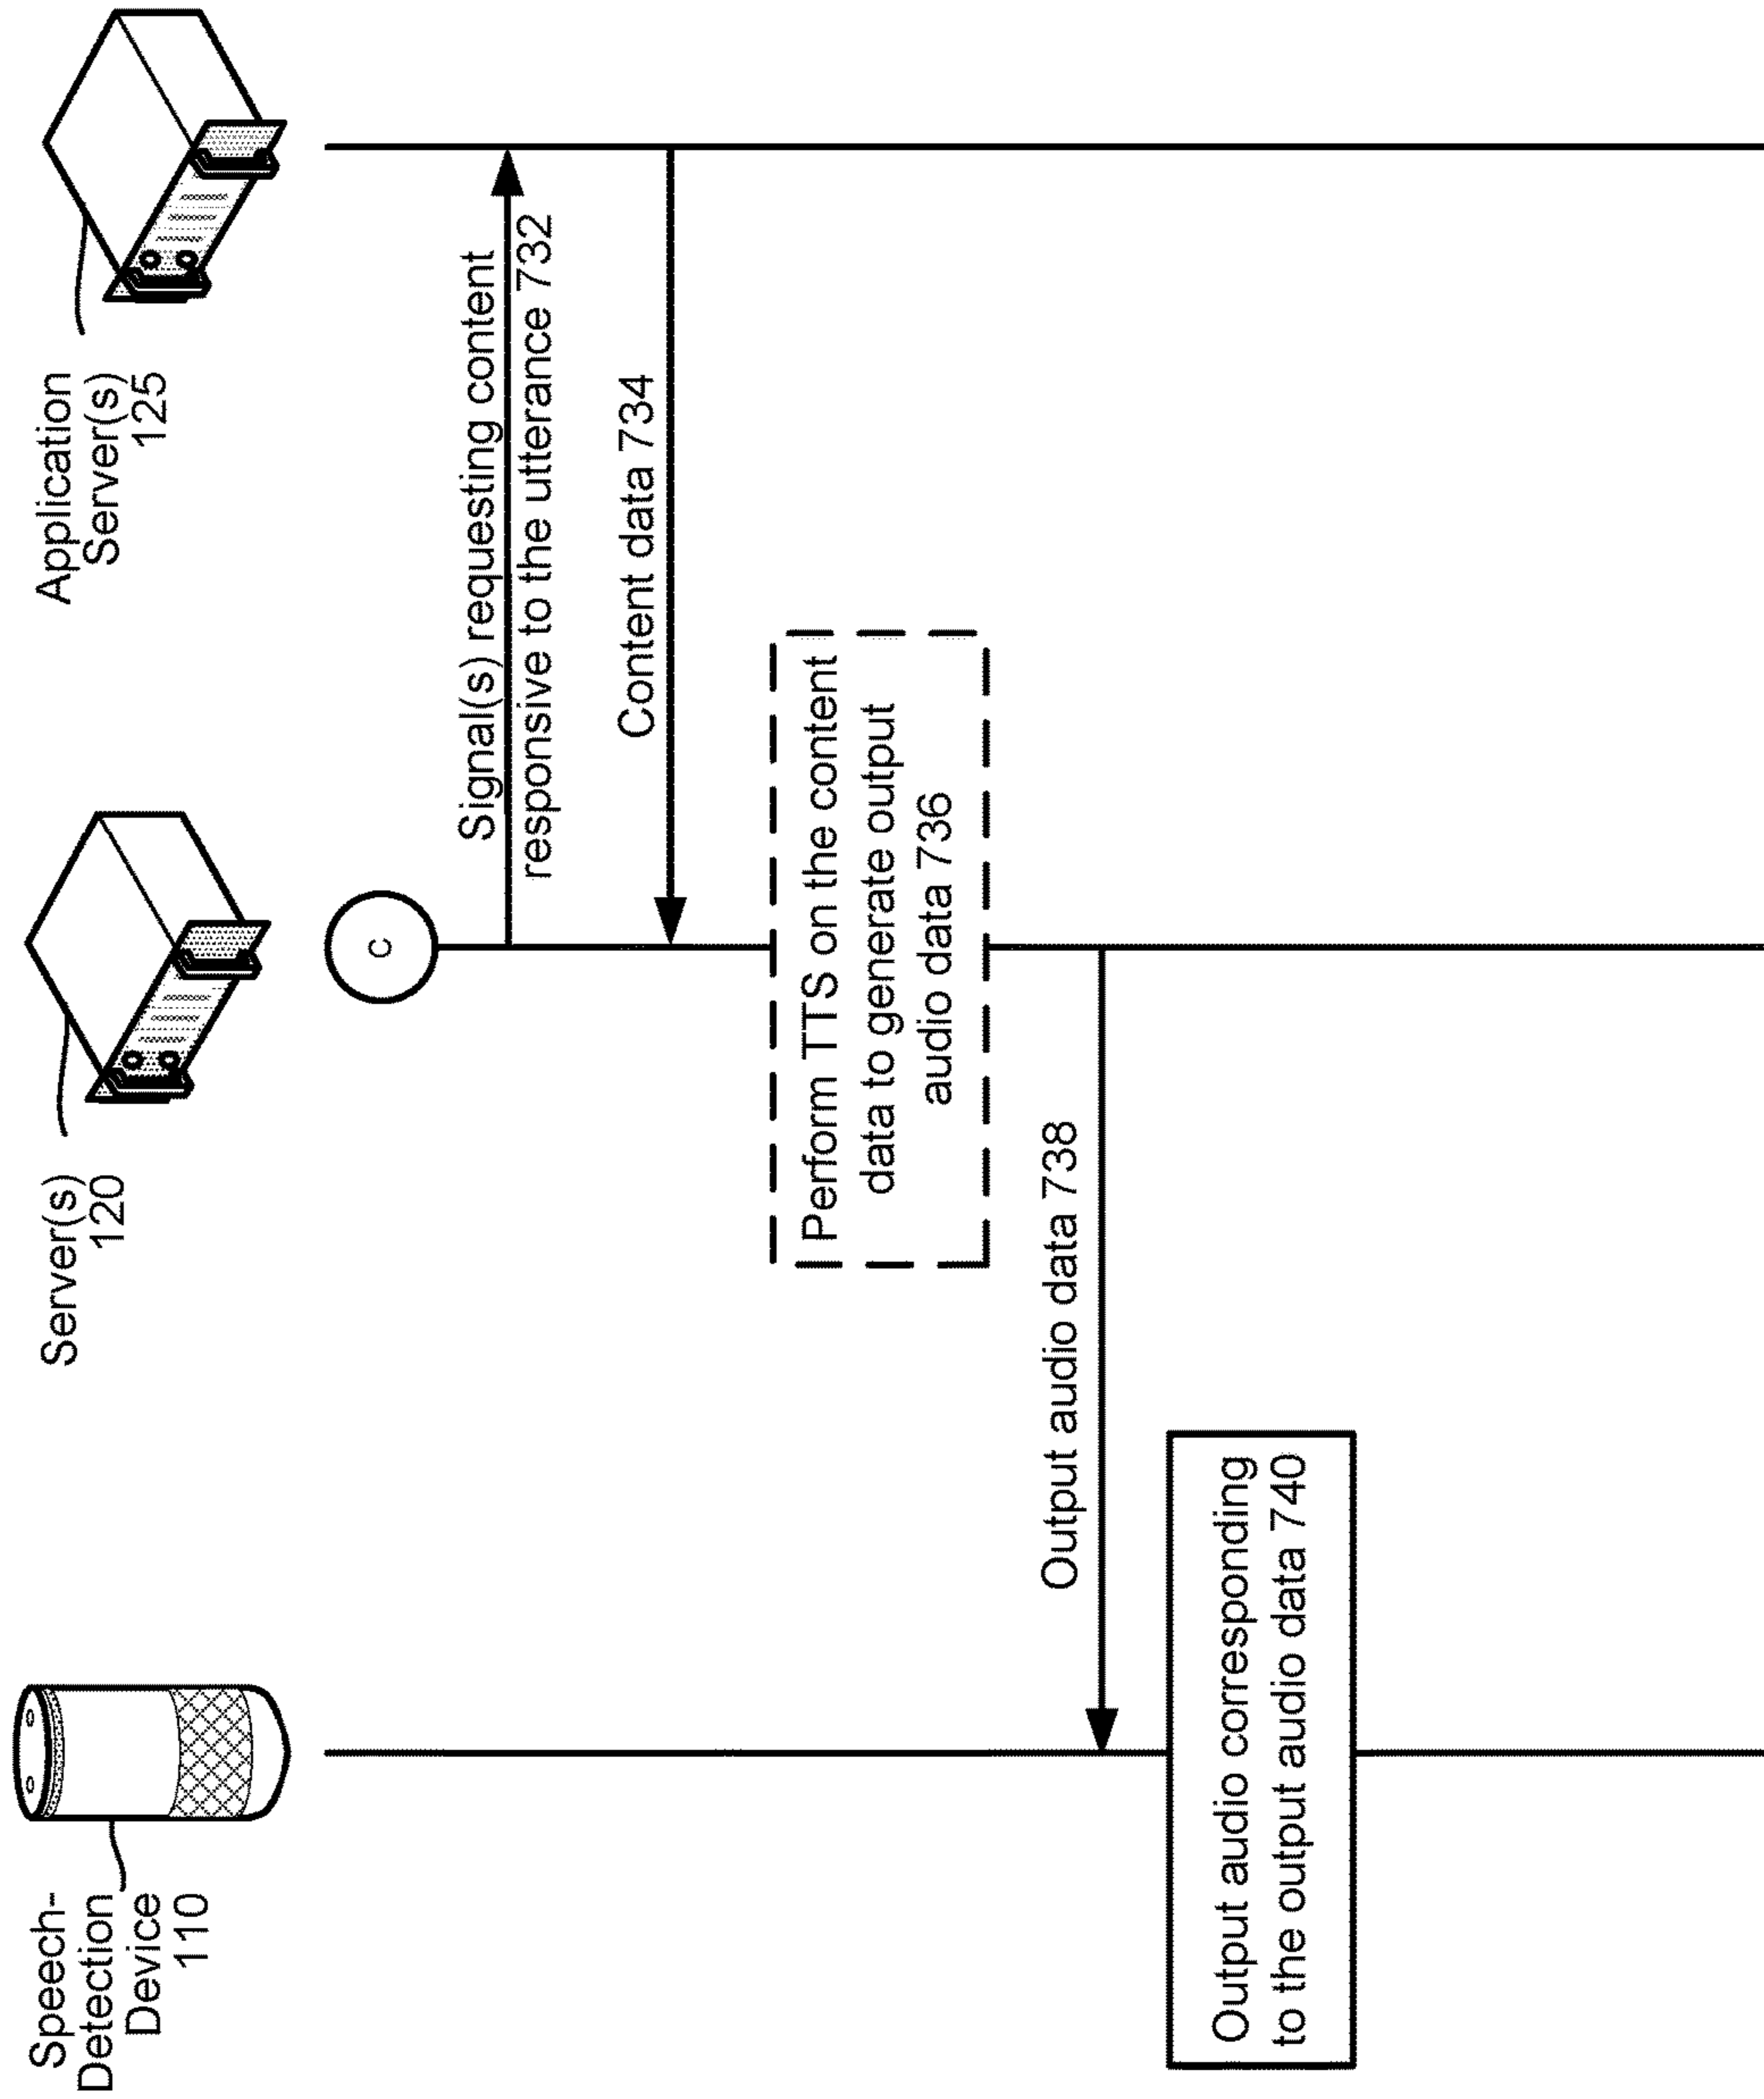 Speech-
Detection
Device
110
Server(s)
120
Application
Server(s)
125
C
Signal(s) requesting content
responsive to the utterance 732
Content data 734
Perform TTS on the content
data to generate output
audio data 736
Output audio data 738
Output audio corresponding
to the output audio data 740